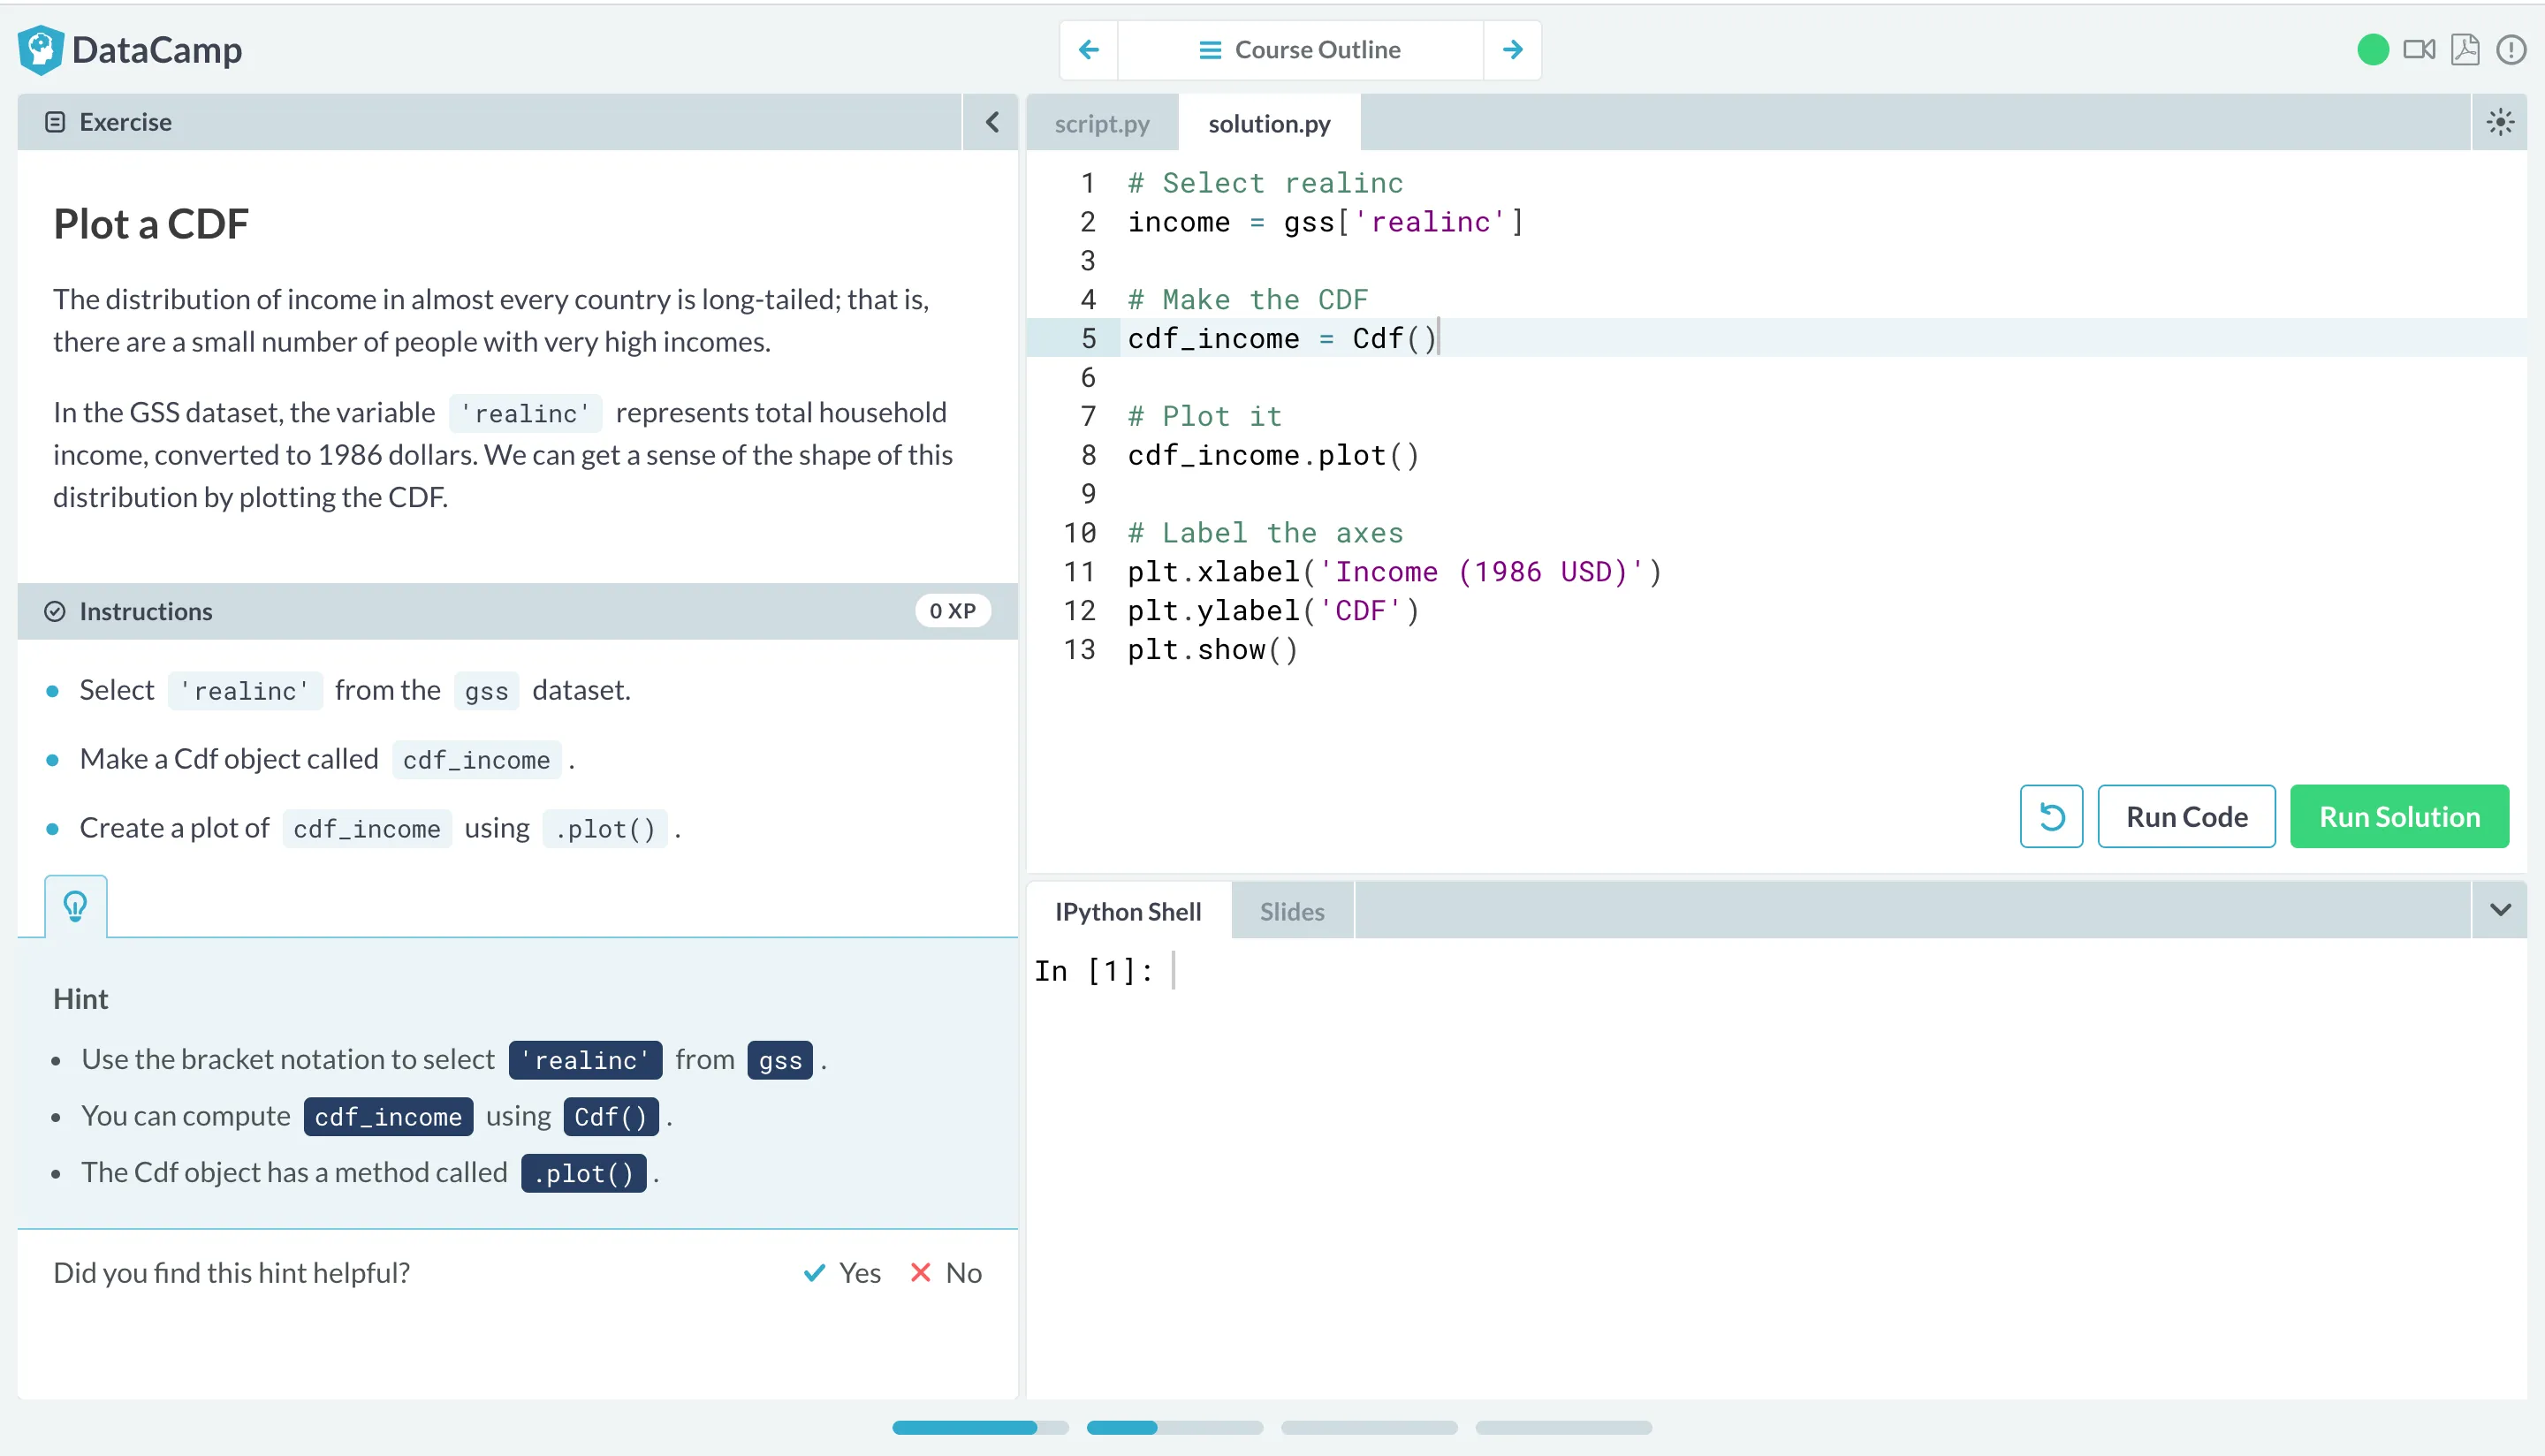 DataCamp
Course Outline
Exercise
Plot a CDF
The distribution of income in almost every country is long-tailed; that is,
there are a small number of people with very high incomes.
In the GSS dataset, the variable 'realinc' represents total household
income, converted to 1986 dollars. We can get a sense of the shape of this
distribution by plotting the CDF.
Instructions
0 XP
Select 'realinc' from the gss dataset.
Make a Cdf object called cdf_income .
Create a plot of cdf_income using .plot() .
Hint
Use the bracket notation to select 'realinc' from gss .
You can compute cdf_income using Cdf() .
The Cdf object has a method called .plot() .
Did you find this hint helpful?
Yes
No
script.py
solution.py
1 # Select realinc
2 income = gss['realinc']
3
4 # Make the CDF
5 cdf_income = Cdf()
6
7 # Plot it
8 cdf_income.plot()
9
10 # Label the axes
11 plt.xlabel('Income (1986 USD)')
12 plt.ylabel('CDF')
13 plt.show()
Run Code
Run Solution
IPython Shell
Slides
In [1]: